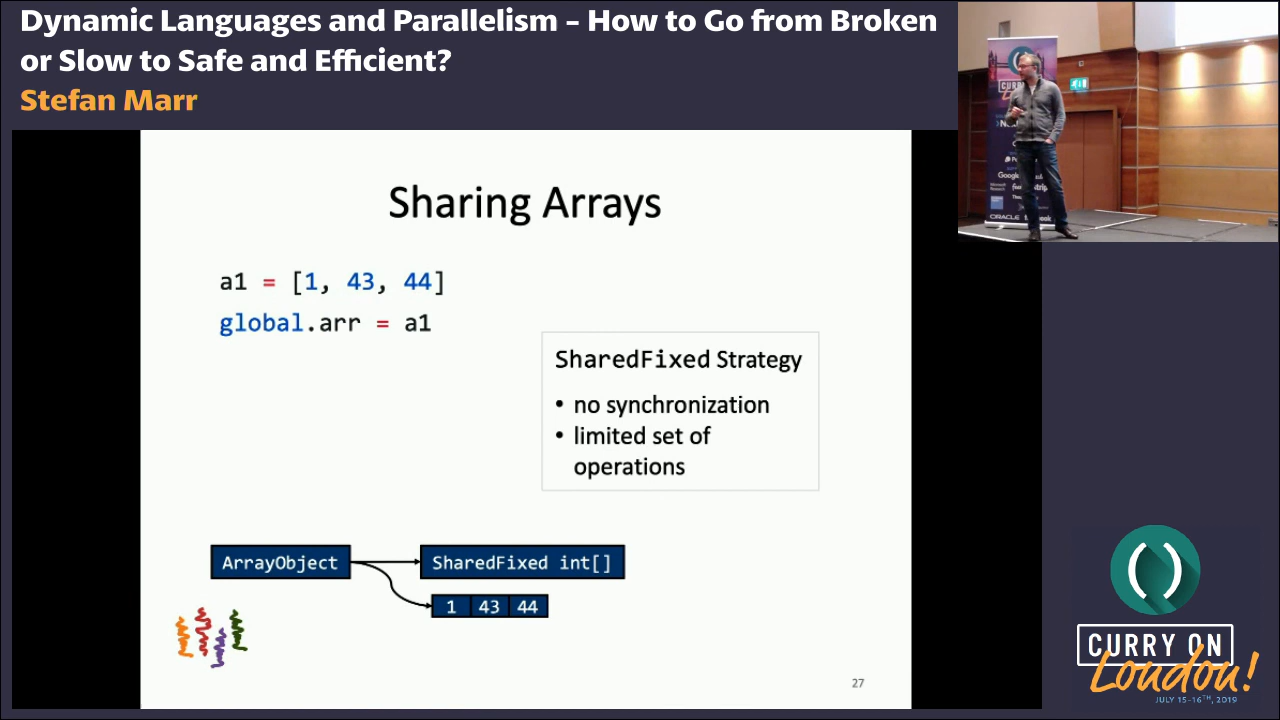 Dynamic Languages and Parallelism – How to Go from Broken
or Slow to Safe and Efficient?
Stefan Marr
Sharing Arrays
a1 = [1, 43, 44]
global.arr = a1
SharedFixed Strategy
• no synchronization
• limited set of
operations
ArrayObject
SharedFixed int[]
1 43 44
27
Google
ORACLE
CURRY ON
London!
JULY 15-16TH, 2019